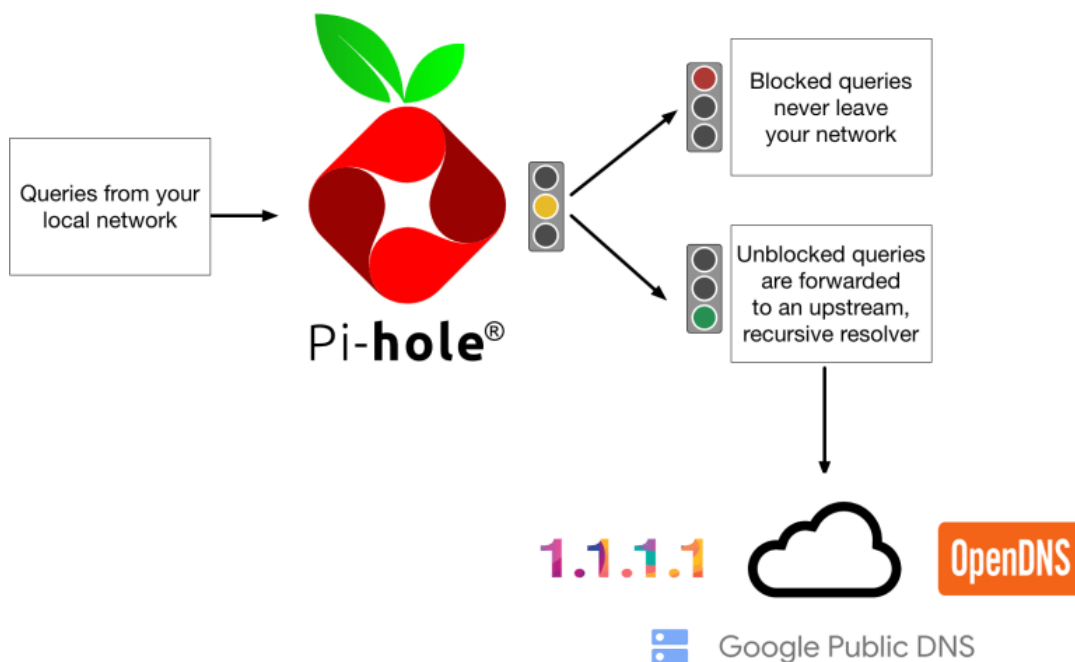 Queries from your
local network
Pi-hole®
Blocked queries
never leave
your network
Unblocked queries
are forwarded
to an upstream,
recursive resolver
1.1.1.1
OpenDNS
Google Public DNS